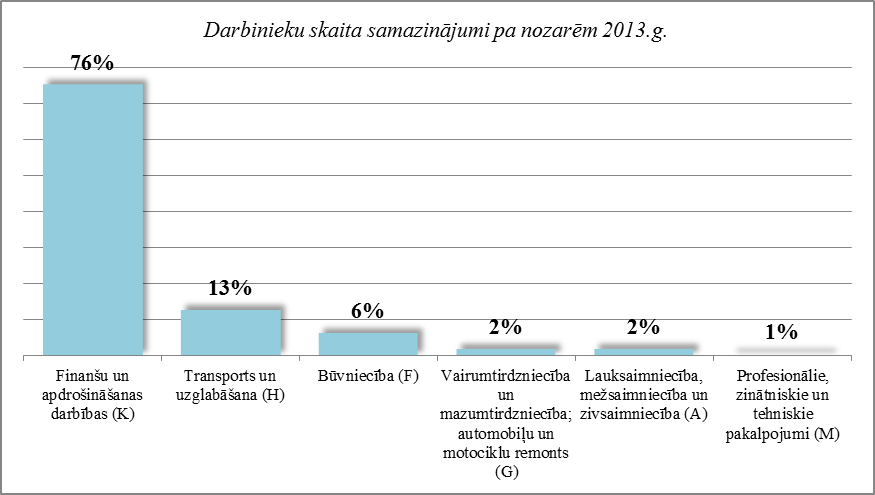 Darbinieku skaita samazinājumi pa nozarēm 2013.g.
76%
13%
6%
2%
2%
1%
Finanšu un
apdrošināšanas
darbības (K)
Transports un
uzglabāšana (H)
Būvniecība (F)
Vairumtirdzniecība
un
mazumtirdzniecība;
automobiļu un
motociklu remonts
(G)
Lauksaimniecība,
mežsaimniecība un
zivsaimniecība (A)
Profesionālie,
zinātniskie un
tehniskie
pakalpojumi (M)